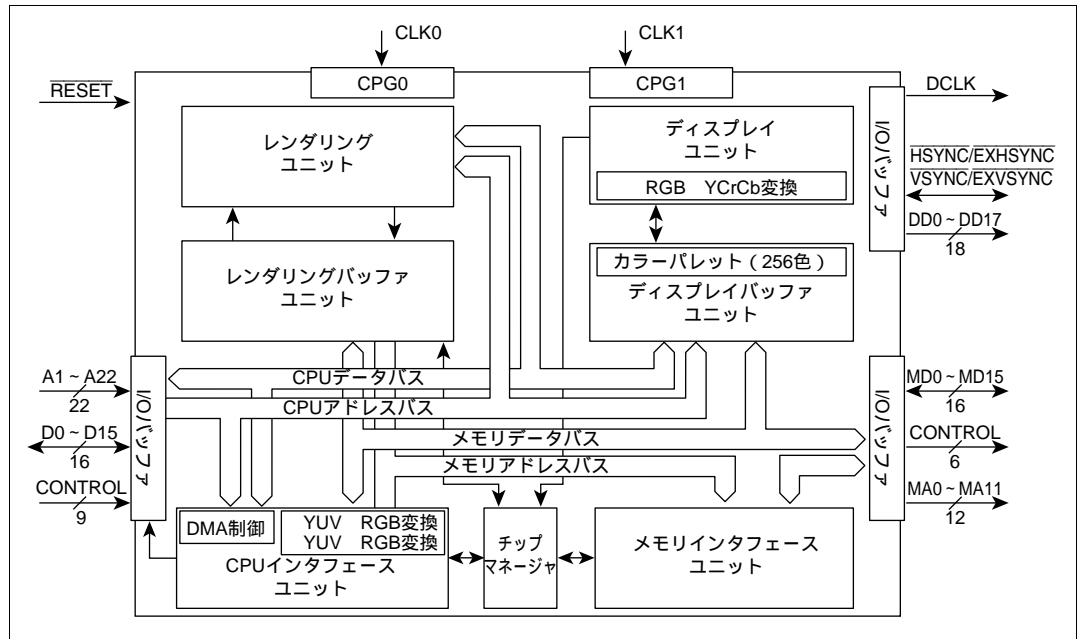 CLK0
CLK1
CPG0
CPG1
RESET
DCLK
レンダリング
ユニット
ディスプレイ
ユニット
RGB YCrCb変換
I/Oバッファ
HSYNC/EXHSYNC
VSYNC/EXVSYNC
DD0~DD17
18
レンダリングバッファ
ユニット
カラーパレット(256色)
ディスプレイバッファ
ユニット
A1~A22
22
D0~D15
16
CONTROL
9
I/Oバッファ
CPUデータバス
CPUアドレスバス
メモリデータバス
メモリアドレスバス
I/Oバッファ
MD0~MD15
16
CONTROL
6
MA0~MA11
12
DMA制御
YUV RGB変換
YUV RGB変換
CPUインタフェース
ユニット
チップ
マネージャ
メモリインタフェース
ユニット